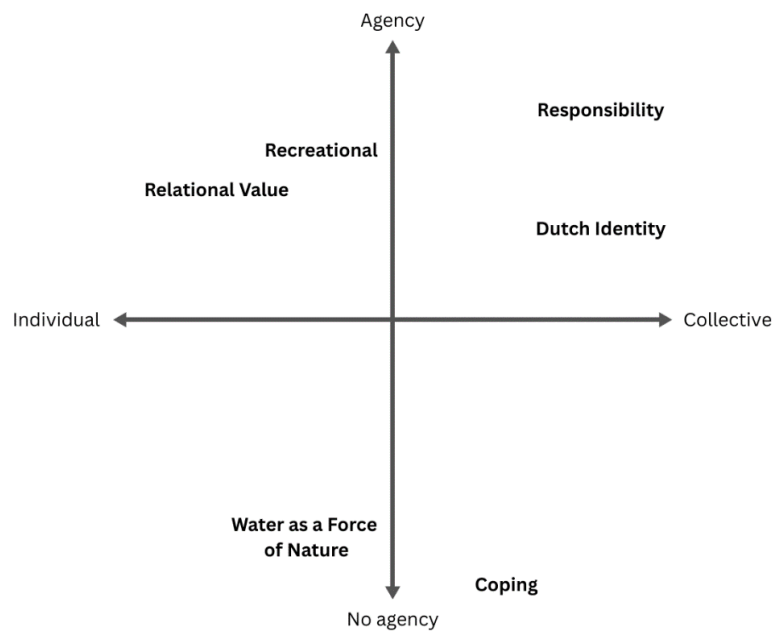 Agency
Responsibility
Recreational
Relational Value
Dutch Identity
Individual
Collective
Water as a Force
of Nature
Coping
No agency